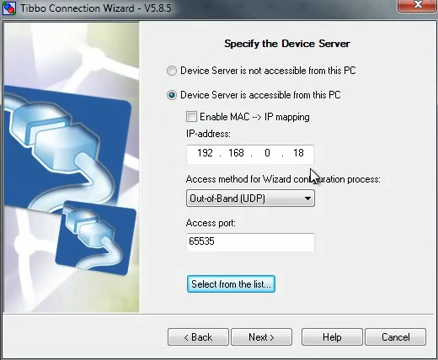 Tibbo Connection Wizard - V5.8.5
Specify the Device Server
Device Server is not accessible from this PC
Device Server is accessible from this PC
Enable MAC --> IP mapping
IP-address:
192 . 168 . 0 . 18
Access method for Wizard configuration process:
Out-of-Band (UDP)
Access port:
65535
Select from the list...
< Back Next > Help Cancel